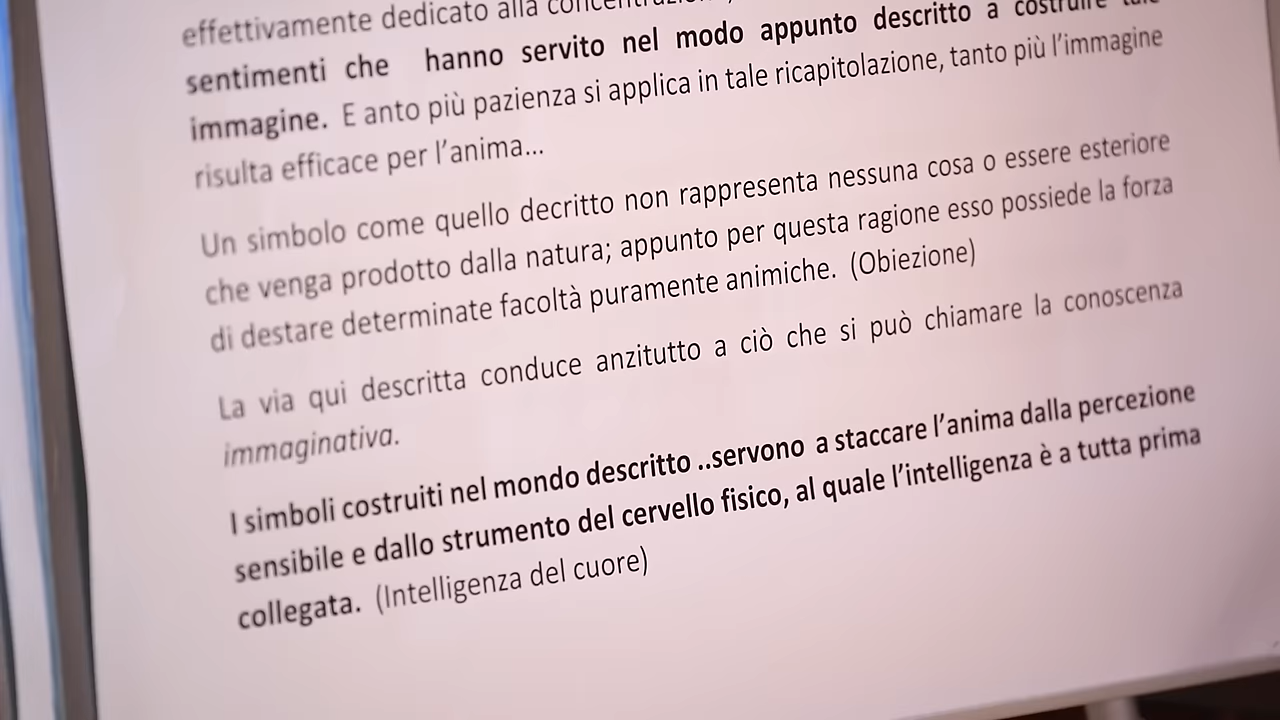 effettivamente dedicato alla
sentimenti che hanno servito nel modo appunto descritto a costruire tale
immagine. E anto più pazienza si applica in tale ricapitolazione, tanto più l'immagine
risulta efficace per l'anima...
Un simbolo come quello decritto non rappresenta nessuna cosa o essere esteriore
che venga prodotto dalla natura; appunto per questa ragione esso possiede la forza
di destare determinate facoltà puramente animiche. (Obiezione)
La via qui descritta conduce anzitutto a ciò che si può chiamare la conoscenza
immaginativa.
I simboli costruiti nel mondo descritto ..servono a staccare l'anima dalla percezione
sensibile e dallo strumento del cervello fisico, al quale l'intelligenza è a tutta prima
collegata. (Intelligenza del cuore)